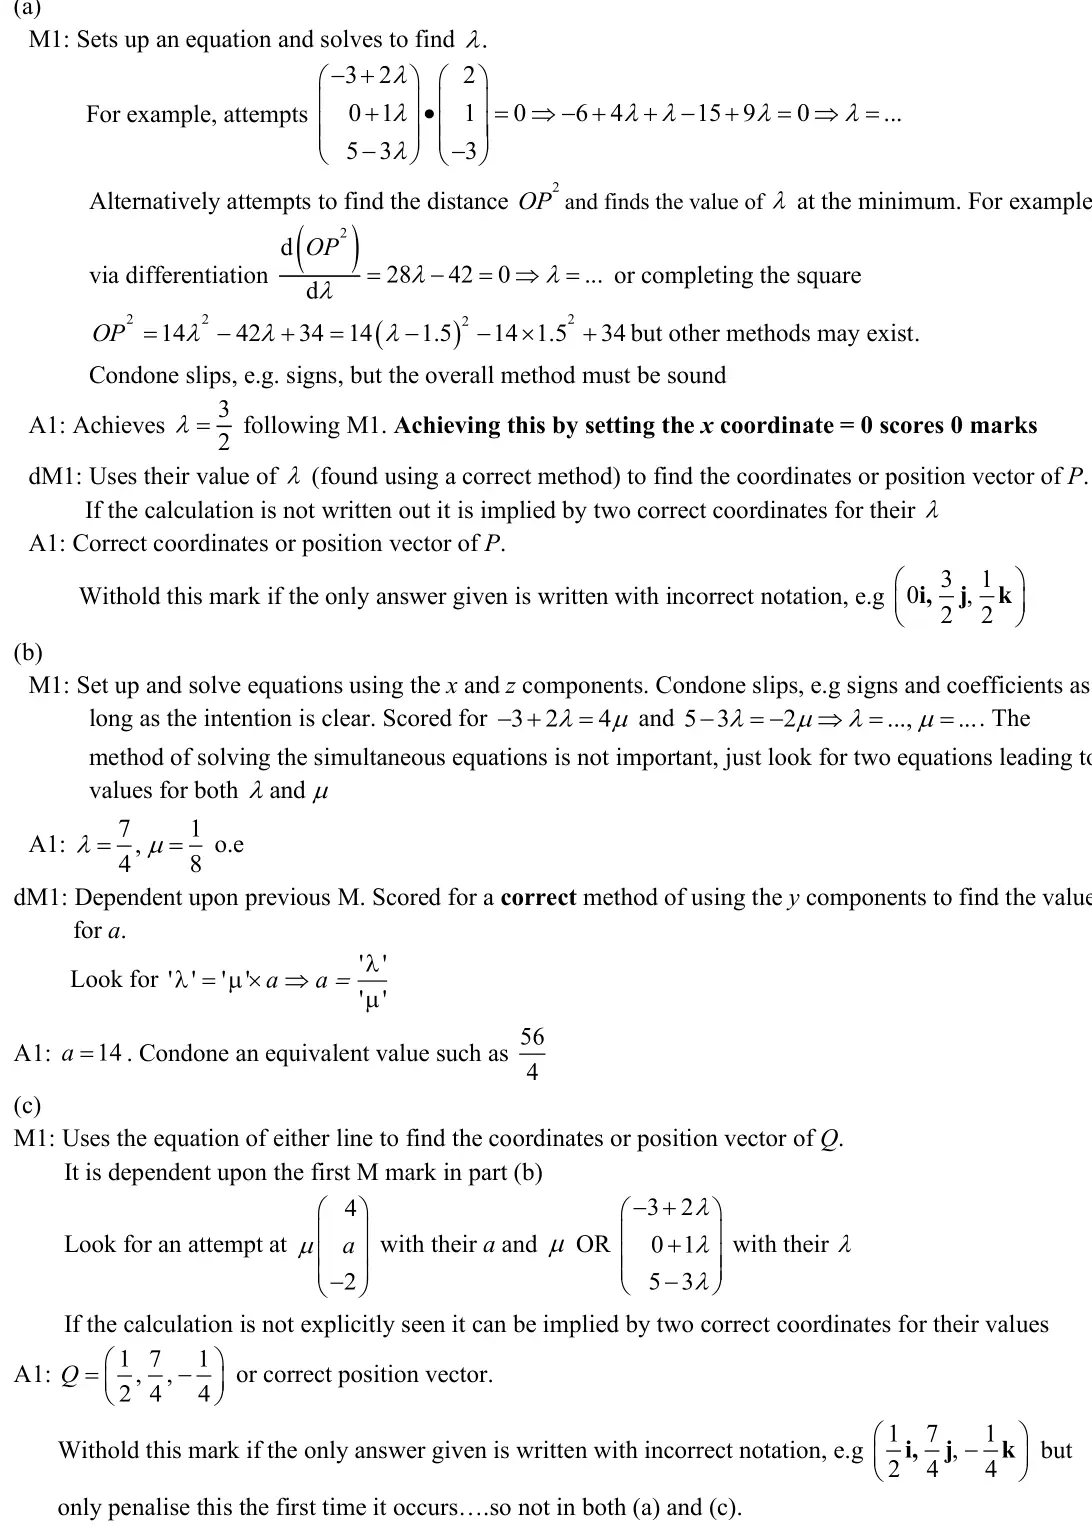 (a)
M1: Sets up an equation and solves to find λ.
For example, attempts (−3+2λ, 0+1λ, 5−3λ) • (2, 1, −3) = 0 ⇒ −6+4λ+λ−15+9λ = 0 ⇒ λ = ...
Alternatively attempts to find the distance OP² and finds the value of λ at the minimum. For example
via differentiation d(OP²)/dλ = 28λ − 42 = 0 ⇒ λ = ... or completing the square
OP² = 14λ² − 42λ + 34 = 14(λ − 1.5)² − 14×1.5² + 34 but other methods may exist.
Condone slips, e.g. signs, but the overall method must be sound
A1: Achieves λ = 3/2 following M1. Achieving this by setting the x coordinate = 0 scores 0 marks
dM1: Uses their value of λ (found using a correct method) to find the coordinates or position vector of P.
If the calculation is not written out it is implied by two correct coordinates for their λ
A1: Correct coordinates or position vector of P.
Withold this mark if the only answer given is written with incorrect notation, e.g (0i, 3/2 j, 1/2 k)
(b)
M1: Set up and solve equations using the x and z components. Condone slips, e.g signs and coefficients as
long as the intention is clear. Scored for −3+2λ = 4μ and 5−3λ = −2μ ⇒ λ = ..., μ = .... The
method of solving the simultaneous equations is not important, just look for two equations leading to
values for both λ and μ
A1: λ = 7/4, μ = 1/8 o.e
dM1: Dependent upon previous M. Scored for a correct method of using the y components to find the value
for a.
Look for 'λ' = 'μ'× a ⇒ a = 'λ'/'μ'
A1: a = 14. Condone an equivalent value such as 56/4
(c)
M1: Uses the equation of either line to find the coordinates or position vector of Q.
It is dependent upon the first M mark in part (b)
Look for an attempt at μ(4, a, −2) with their a and μ OR (−3+2λ, 0+1λ, 5−3λ) with their λ
If the calculation is not explicitly seen it can be implied by two correct coordinates for their values
A1: Q = (1/2, 7/4, −1/4) or correct position vector.
Withold this mark if the only answer given is written with incorrect notation, e.g (1/2 i, 7/4 j, −1/4 k) but
only penalise this the first time it occurs….so not in both (a) and (c).